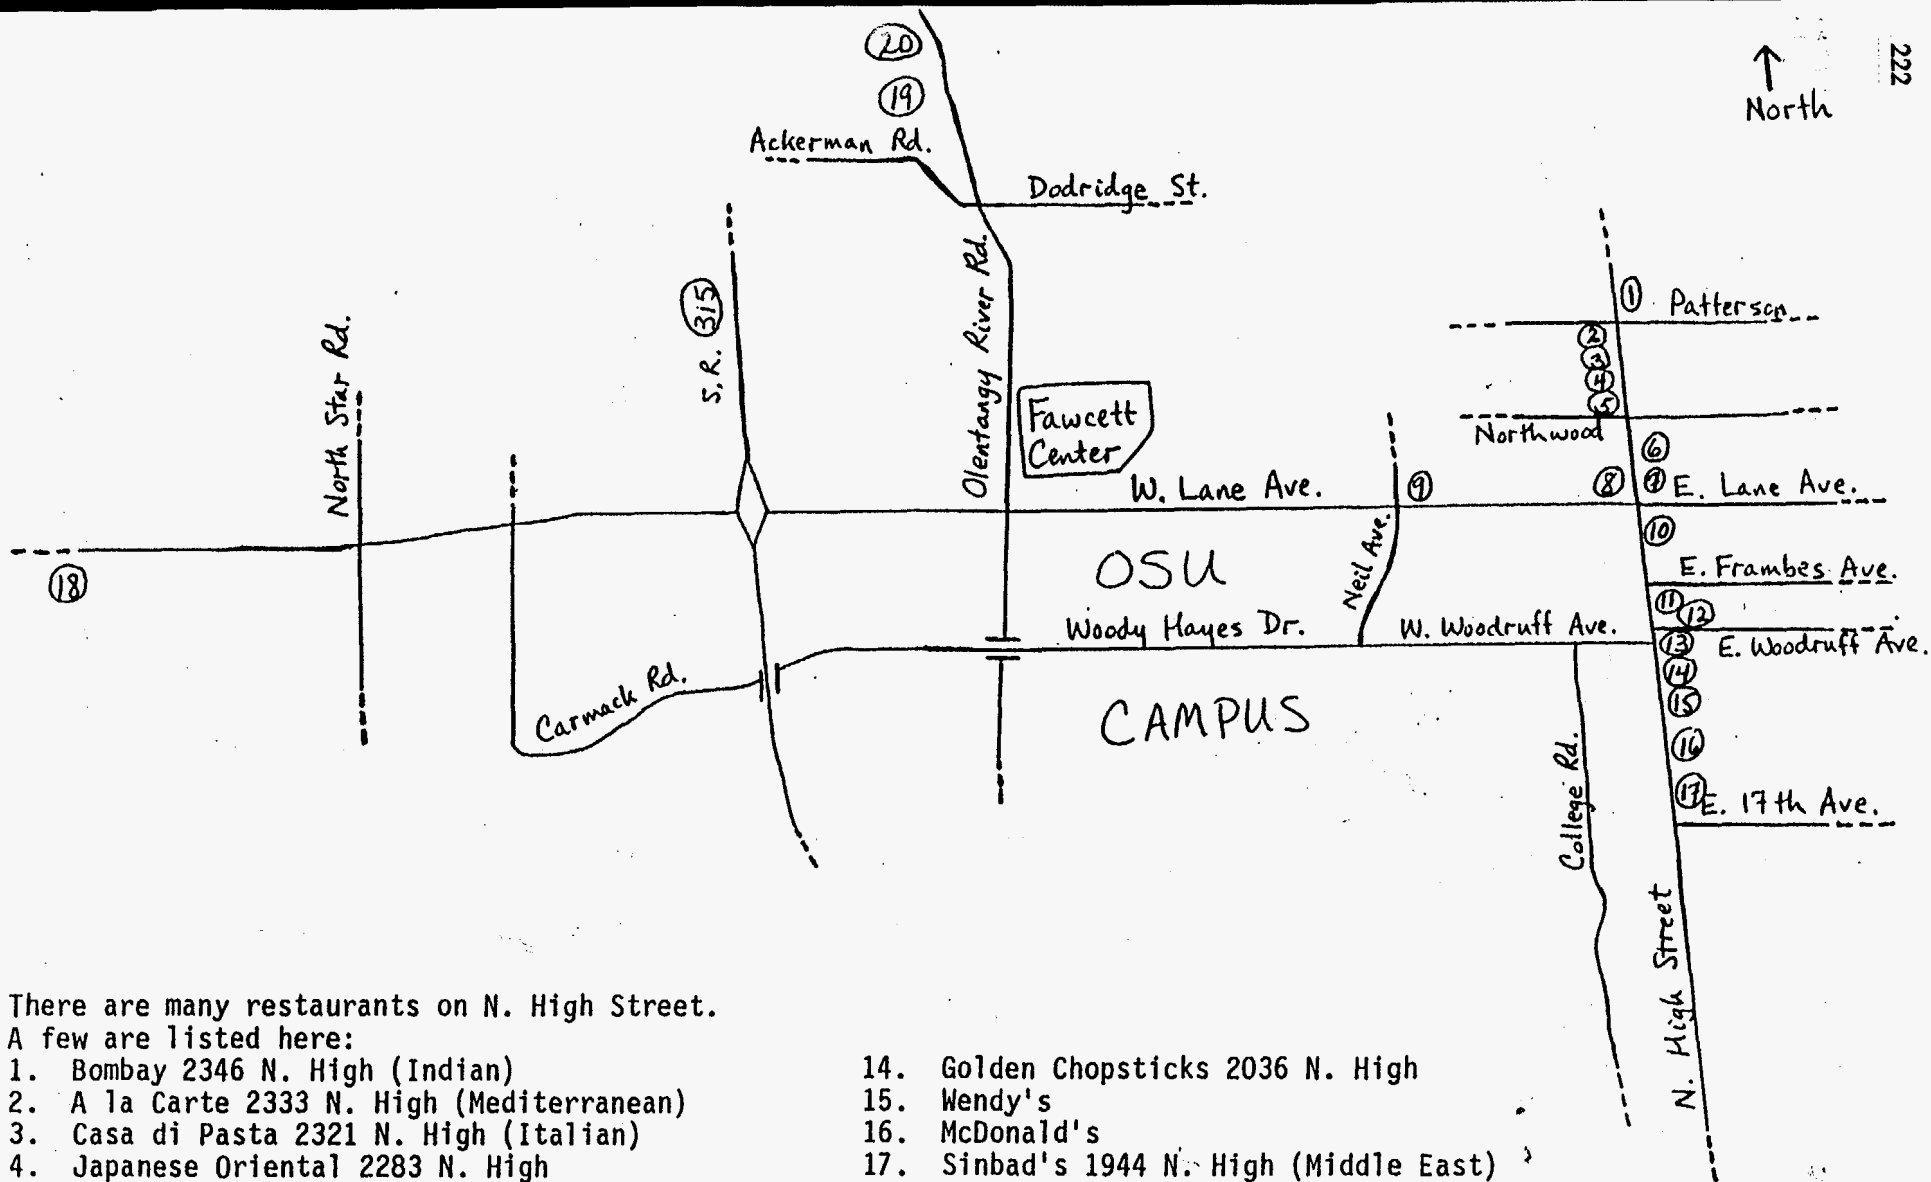 222
↑
North
20
19
Ackerman Rd.
Dodridge St.
Olentangy River Rd.
S.R. 315
North Star Rd.
1
Patterson
2
3
4
5
Northwood
Fawcett
Center
6
7
8
9
W. Lane Ave.
E. Lane Ave.
Neil Ave.
10
18
OSU
E. Frambes Ave.
11
12
Woody Hayes Dr.
W. Woodruff Ave.
E. Woodruff Ave.
13
14
15
16
17
Carmack Rd.
CAMPUS
College Rd.
E. 17th Ave.
N. High Street
There are many restaurants on N. High Street.
A few are listed here:
1. Bombay 2346 N. High (Indian)
2. A la Carte 2333 N. High (Mediterranean)
3. Casa di Pasta 2321 N. High (Italian)
4. Japanese Oriental 2283 N. High
14. Golden Chopsticks 2036 N. High
15. Wendy's
16. McDonald's
17. Sinbad's 1944 N. High (Middle East)